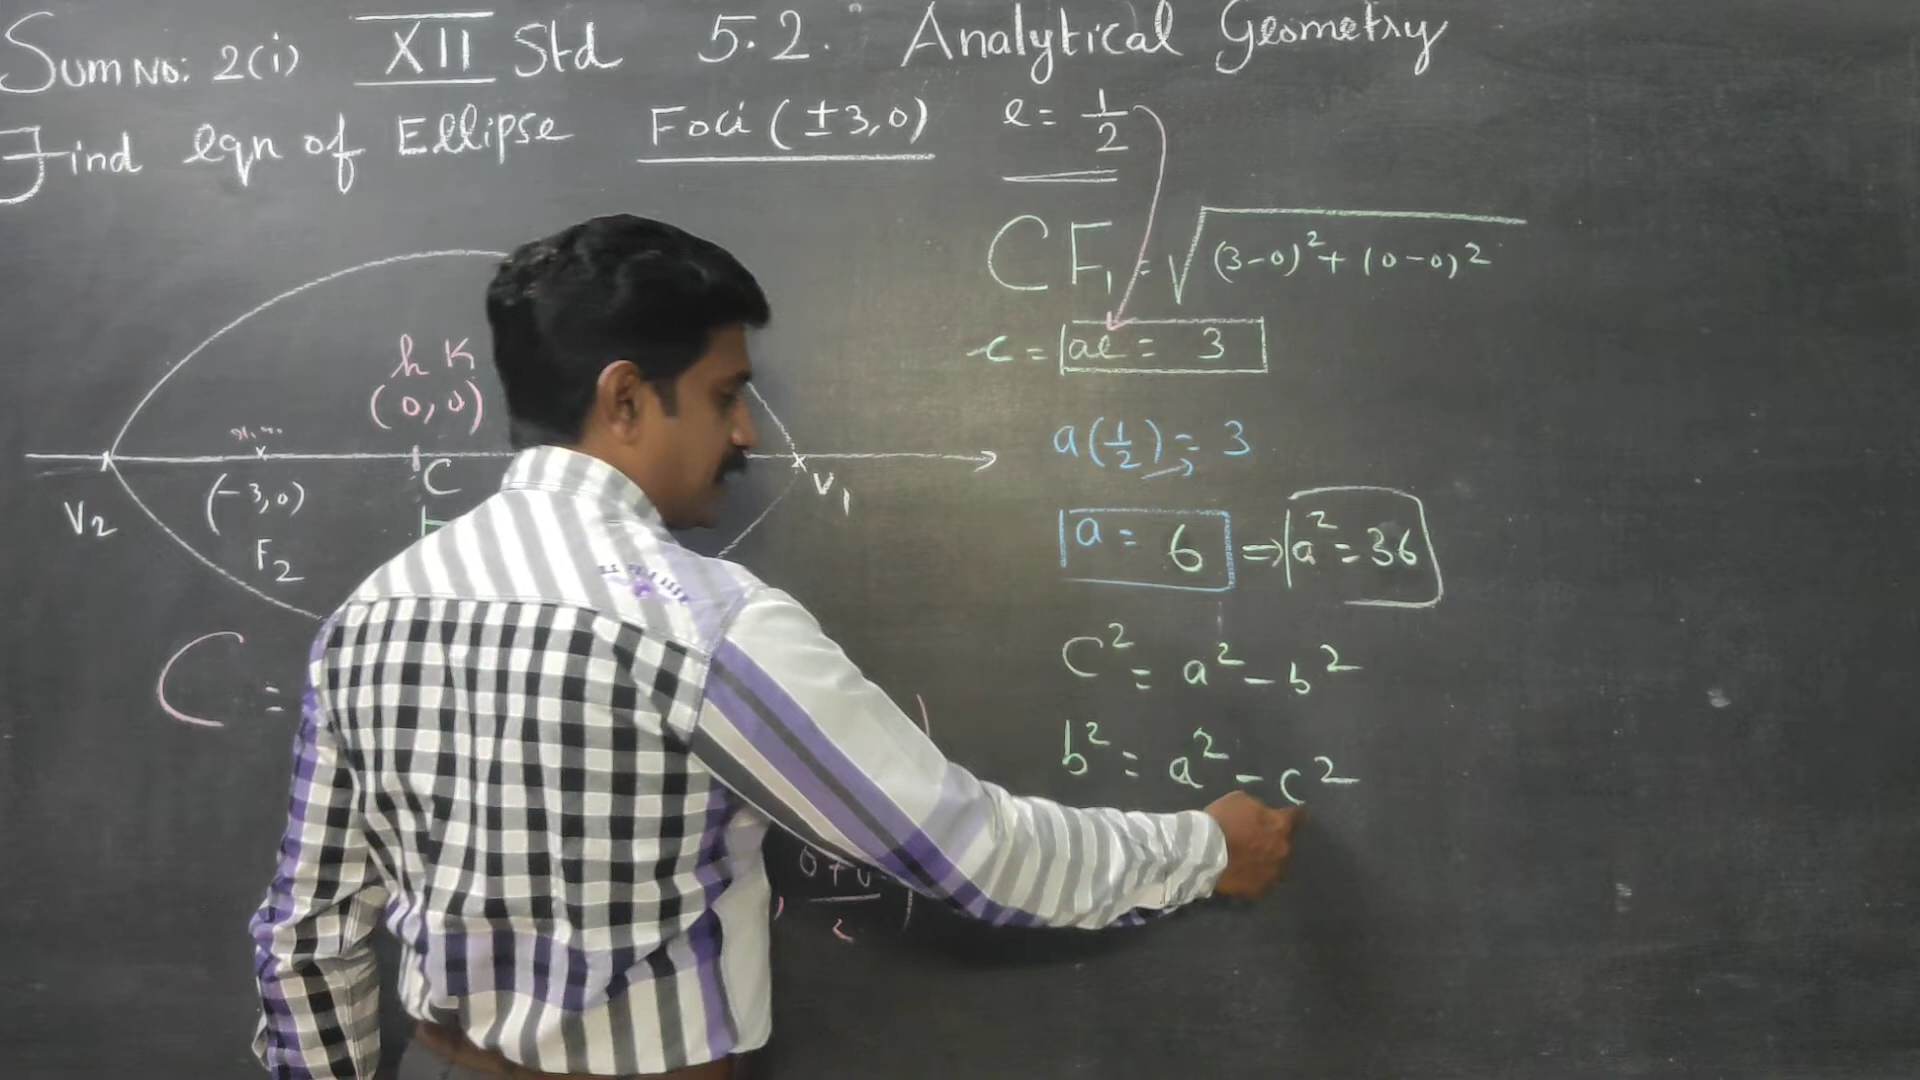 Sum No: 2(i) XII Std 5.2. Analytical Geometry
Find eqn of Ellipse Foci (±3,0) e = 1/2
CF₁ = √(3-0)² + (0-0)²
c = ae = 3
h K
(0,0)
a(1/2) = 3
C
V₁
(-3,0)
V₂
F₂
a = 6 ⇒ a² = 36
C =
C² = a² - b²
b² = a² - c²